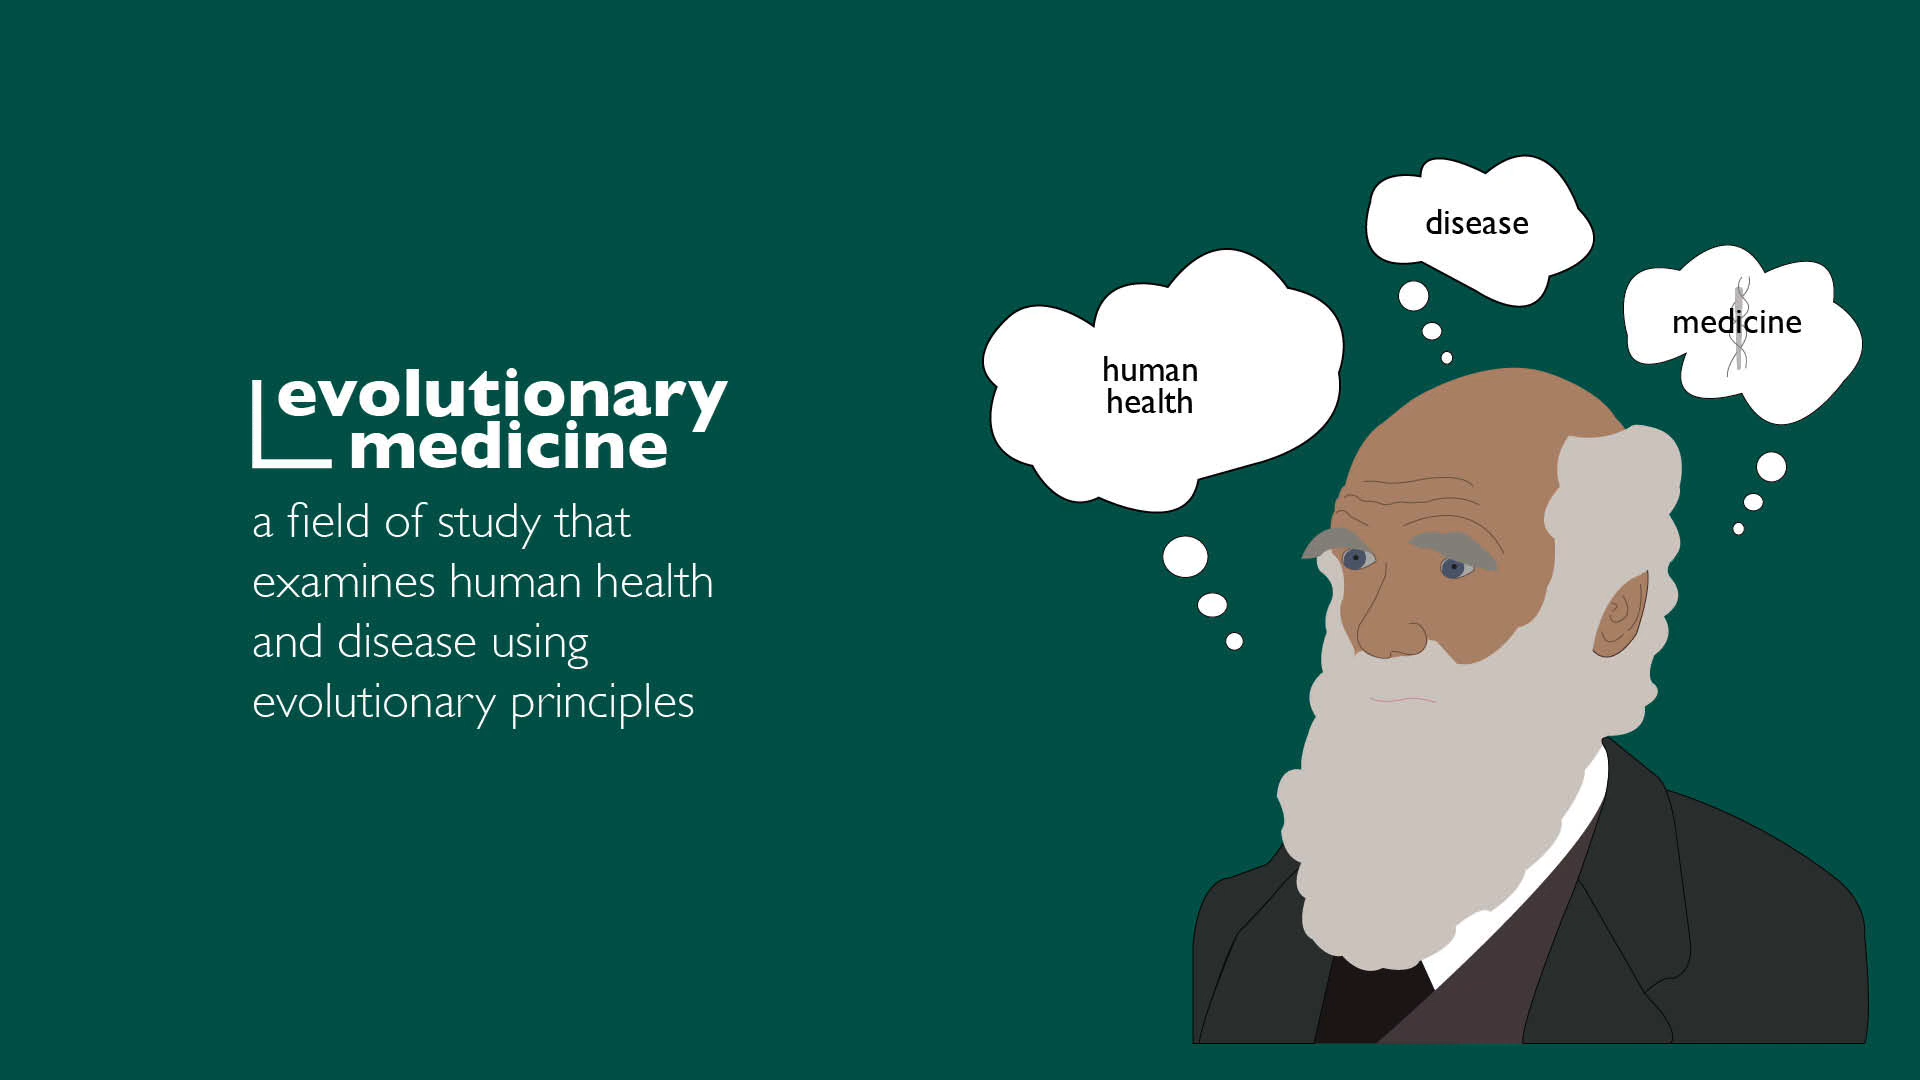 evolutionary
medicine
a field of study that
examines human health
and disease using
evolutionary principles
human
health
disease
medicine